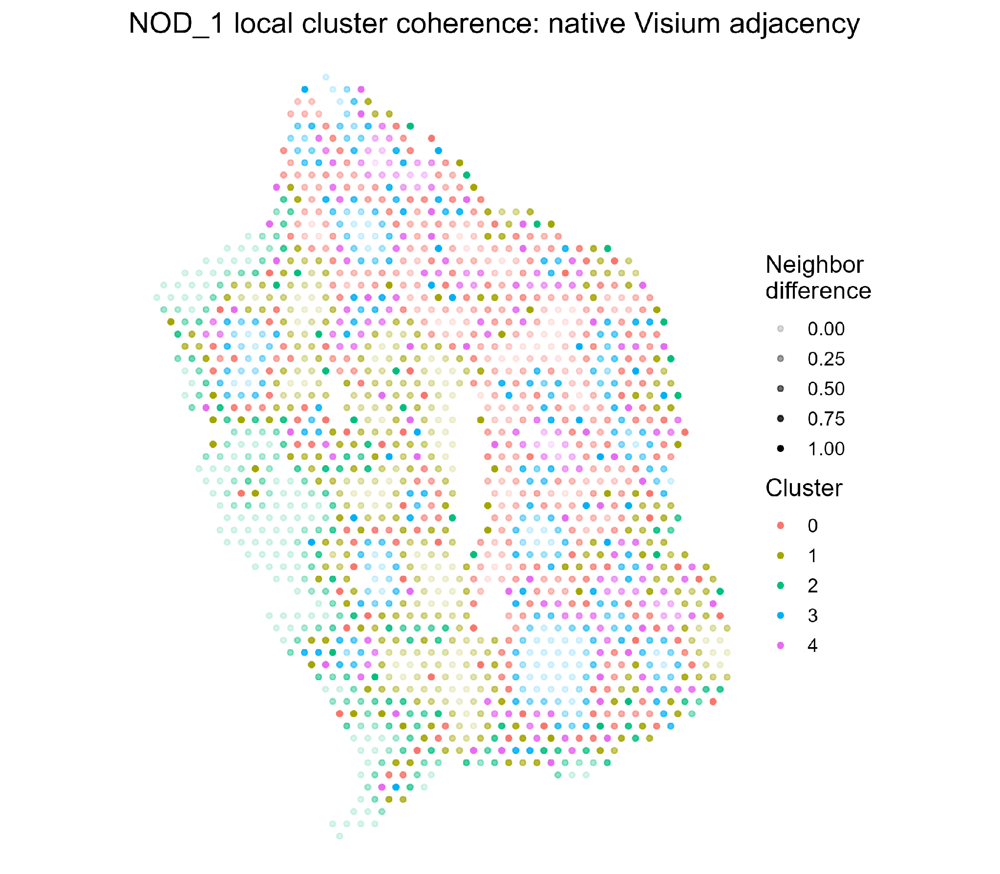 NOD_1 local cluster coherence: native Visium adjacency
Neighbor
difference
0.00
0.25
0.50
0.75
1.00
Cluster
0
1
2
3
4